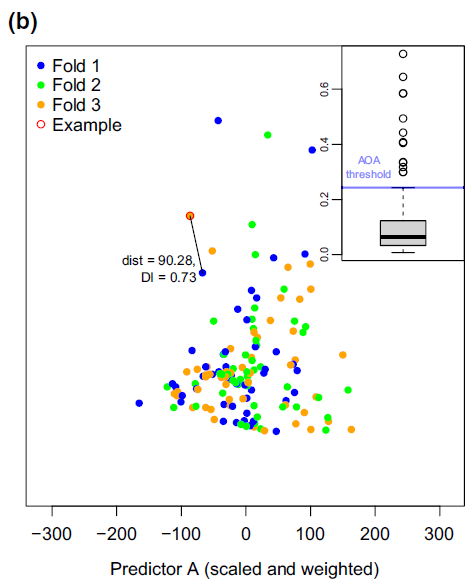 (b)
Fold 1
Fold 2
Fold 3
Example
AOA
threshold
0.0
0.2
0.4
0.6
dist = 90.28,
DI = 0.73
−300
−200
−100
0
100
200
300
Predictor A (scaled and weighted)